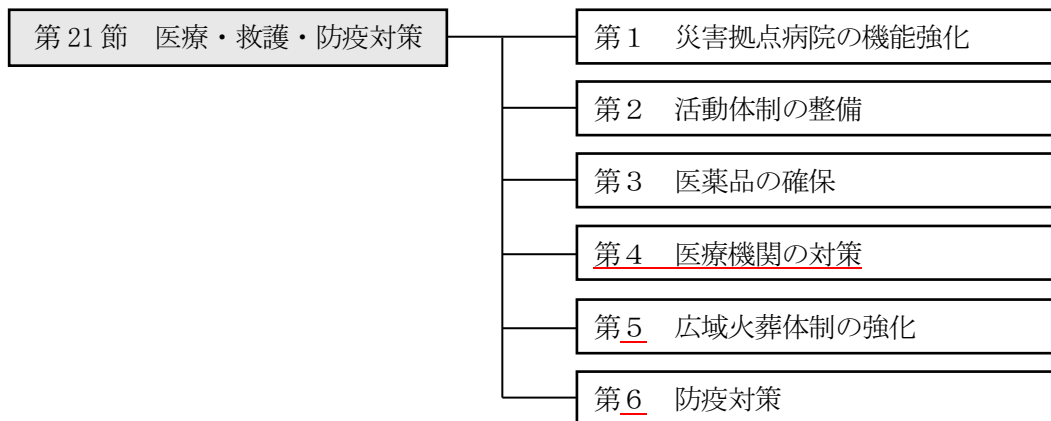 第21節　医療・救護・防疫対策
第１　災害拠点病院の機能強化
第２　活動体制の整備
第３　医薬品の確保
第４　医療機関の対策
第５　広域火葬体制の強化
第６　防疫対策